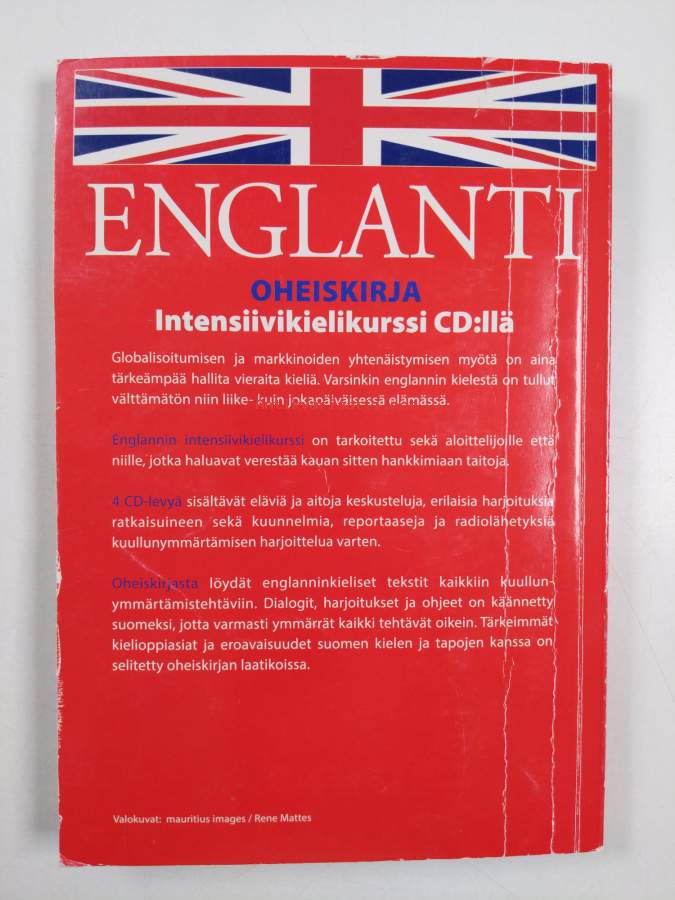 ENGLANTI
OHEISKIRJA
Intensiivikielikurssi CD:llä
Globalisoitumisen ja markkinoiden yhtenäistymisen myötä on aina
tärkeämpää hallita vieraita kieliä. Varsinkin englannin kielestä on tullut
välttämätön niin liike- kuin jokapäiväisessä elämässä.
Englannin intensiivikielikurssi on tarkoitettu sekä aloittelijoille että
niille, jotka haluavat verestää kauan sitten hankkimiaan taitoja.
4 CD-levyä sisältävät eläviä ja aitoja keskusteluja, erilaisia harjoituksia
ratkaisuineen sekä kuunnelmia, reportaaseja ja radiolähetyksiä
kuullunymmärtämisen harjoittelua varten.
Oheiskirjasta löydät englanninkieliset tekstit kaikkiin kuullun-
ymmärtämistehtäviin. Dialogit, harjoitukset ja ohjeet on käännetty
suomeksi, jotta varmasti ymmärrät kaikki tehtävät oikein. Tärkeimmät
kielioppiasiat ja eroavaisuudet suomen kielen ja tapojen kanssa on
selitetty oheiskirjan laatikoissa.
Valokuvat: mauritius images / Rene Mattes